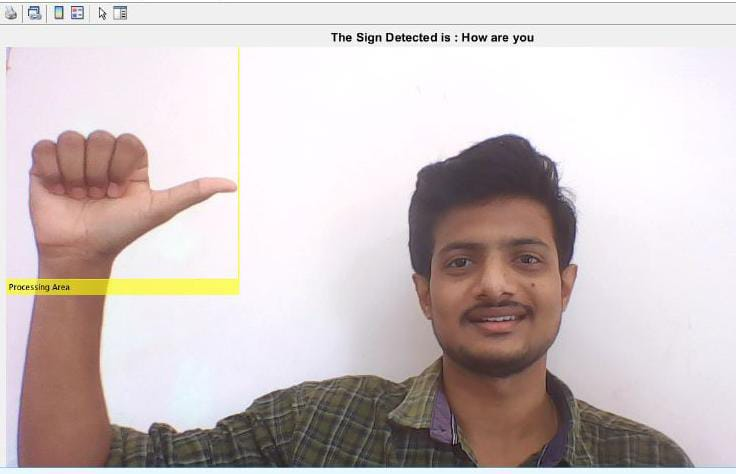 The Sign Detected is : How are you
Processing Area